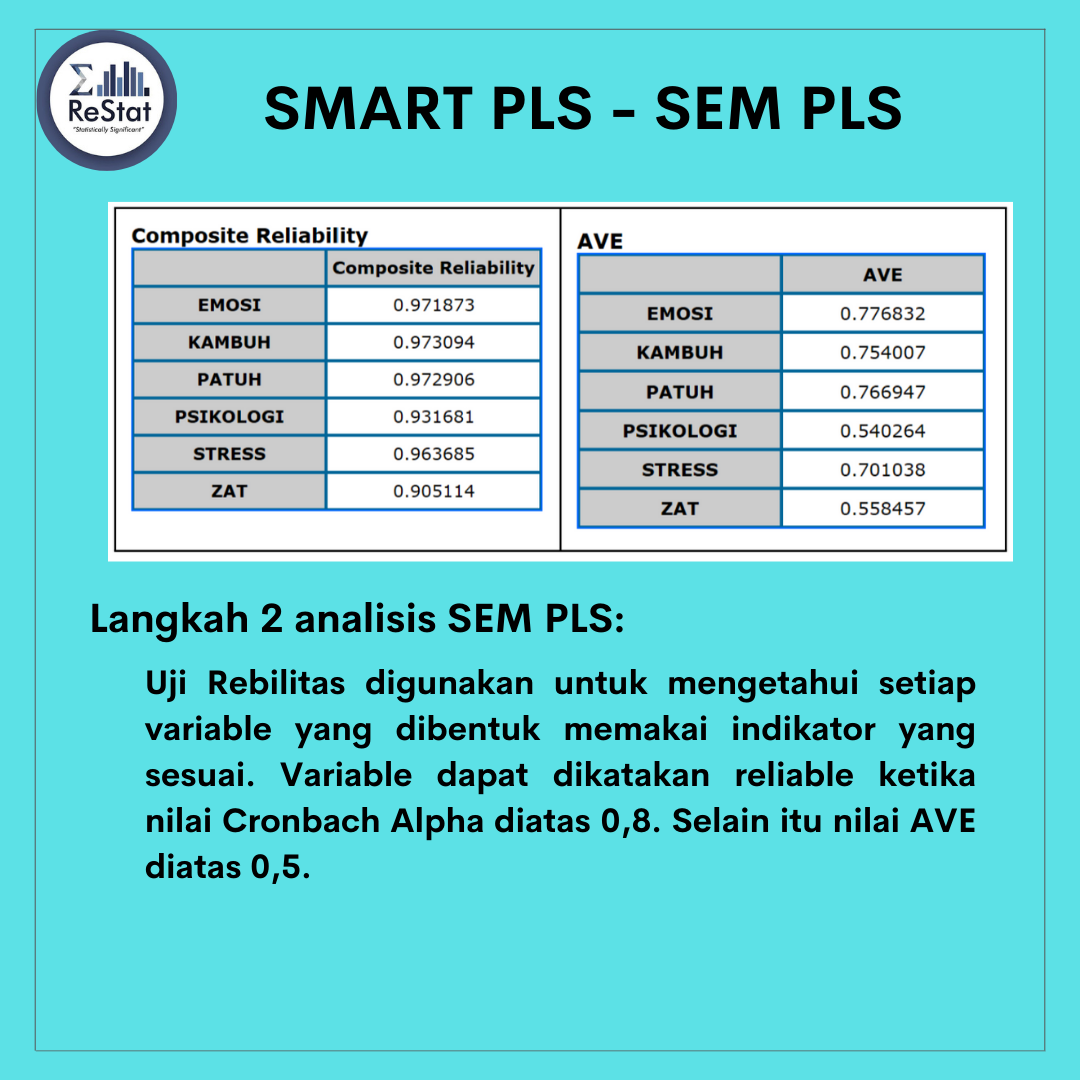 Σ
ReStat
"Statistically Significant"
SMART PLS - SEM PLS
Composite Reliability
Composite Reliability
EMOSI 0.971873
KAMBUH 0.973094
PATUH 0.972906
PSIKOLOGI 0.931681
STRESS 0.963685
ZAT 0.905114
AVE
AVE
EMOSI 0.776832
KAMBUH 0.754007
PATUH 0.766947
PSIKOLOGI 0.540264
STRESS 0.701038
ZAT 0.558457
Langkah 2 analisis SEM PLS:
Uji Rebilitas digunakan untuk mengetahui setiap
variable yang dibentuk memakai indikator yang
sesuai. Variable dapat dikatakan reliable ketika
nilai Cronbach Alpha diatas 0,8. Selain itu nilai AVE
diatas 0,5.